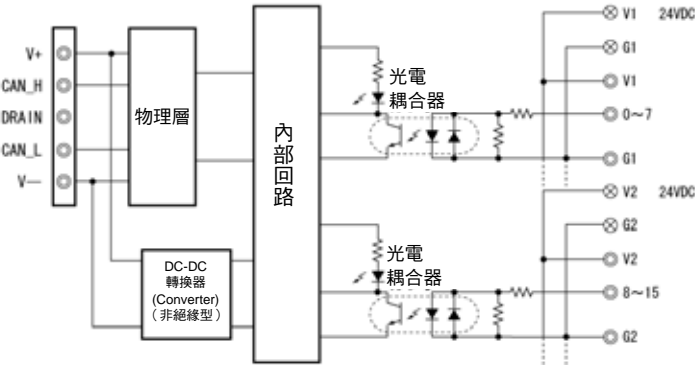 V+
CAN_H
DRAIN
CAN_L
V—
物理層
DC-DC
轉換器
(Converter)
（非絕緣型）
內部回路
光電
耦合器
V1 24VDC
G1
V1
0～7
G1
光電
耦合器
V2 24VDC
G2
V2
8～15
G2